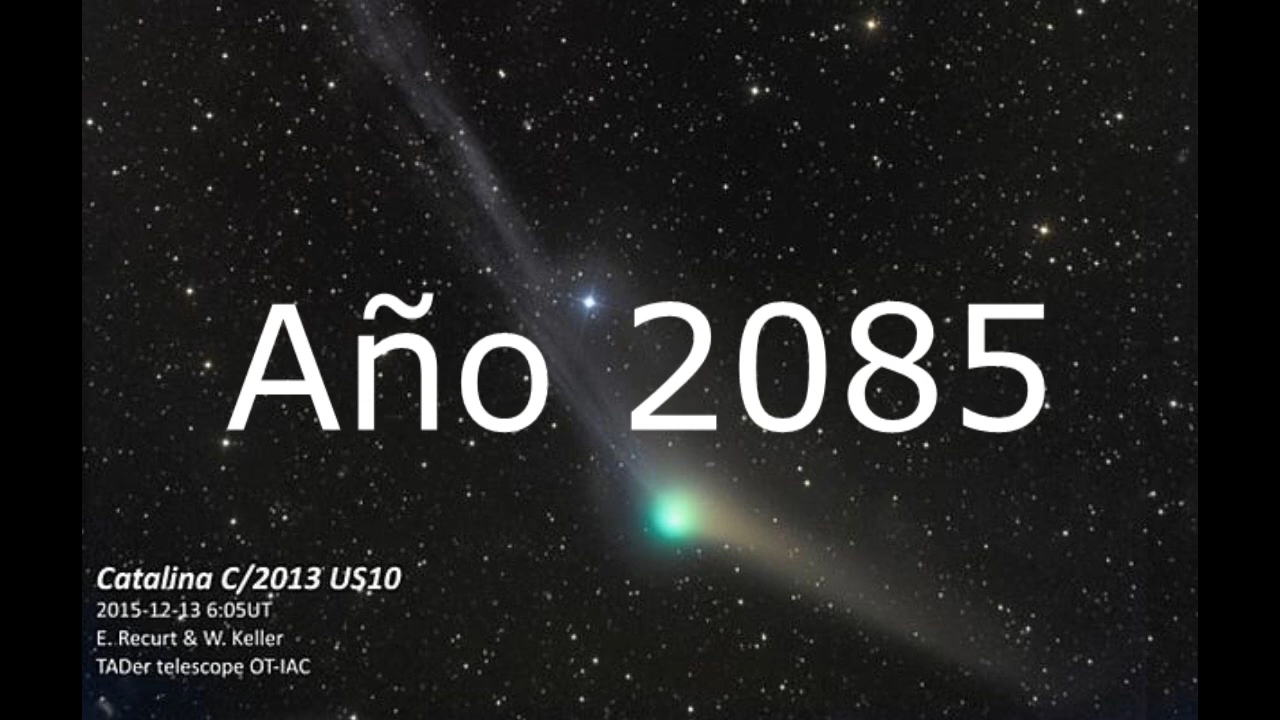 Año 2085
Catalina C/2013 US10
2015-12-13 6:05UT
E. Recurt & W. Keller
TADer telescope OT-IAC